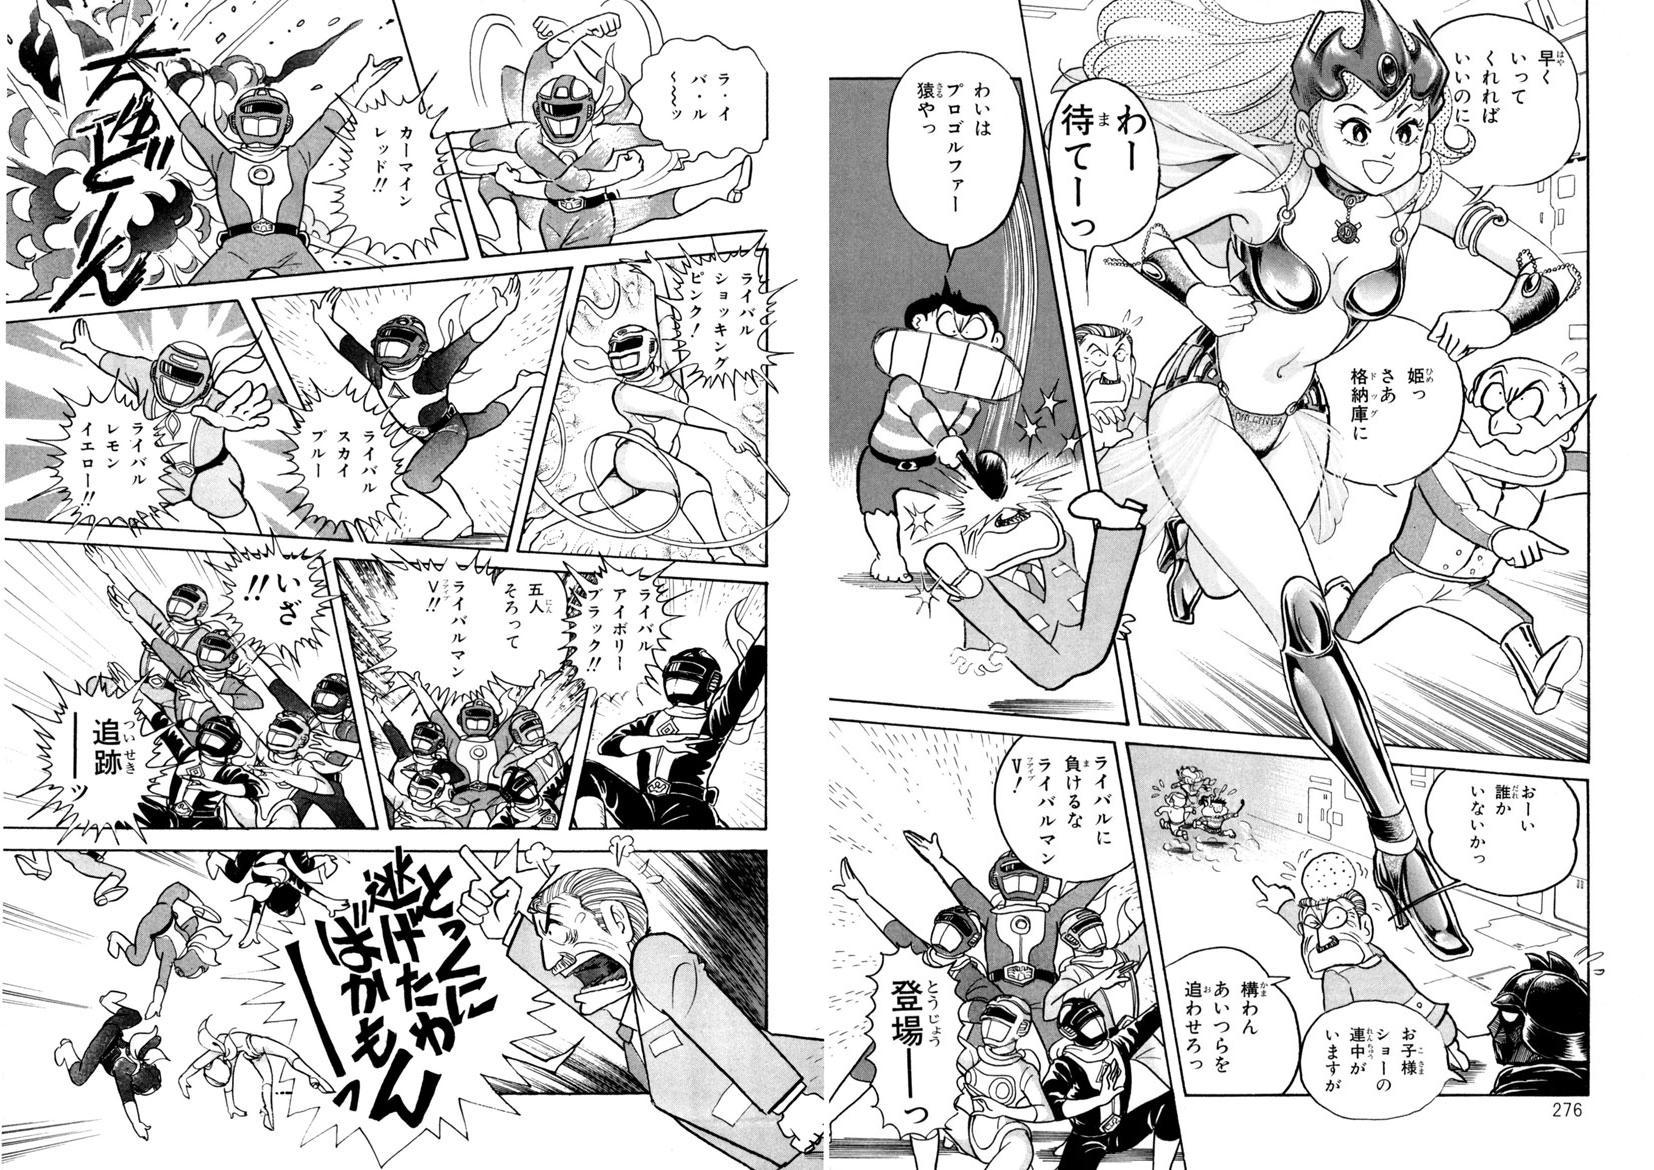 早く
いって
くれれば
いいのに
わー
待てーっ
姫っ
さあ
格納庫に
わいは
プロゴルファー
猿やっ
おーい
誰か
いないかっ
お子様
ショーの
連中が
いますが
構わん
あいつらを
追わせろっ
ライバルに
負けるな
ライバルマン
V!
登場ーっ
276
ラ・イ
バ・ル
〜〜〜ッ
カーマイン
レッド!!
ちゅどーん
ライバル
ショッキング
ピンク!
ライバル
スカイ
ブルー
ライバル
レモン
イエロー!!
ライバル
アイボリー
ブラック!!
五人
そろって
ライバルマン
V!!
いざ
!!
追跡
ーーッ
とっくに
逃げたわ
ばかもん
ーーっ